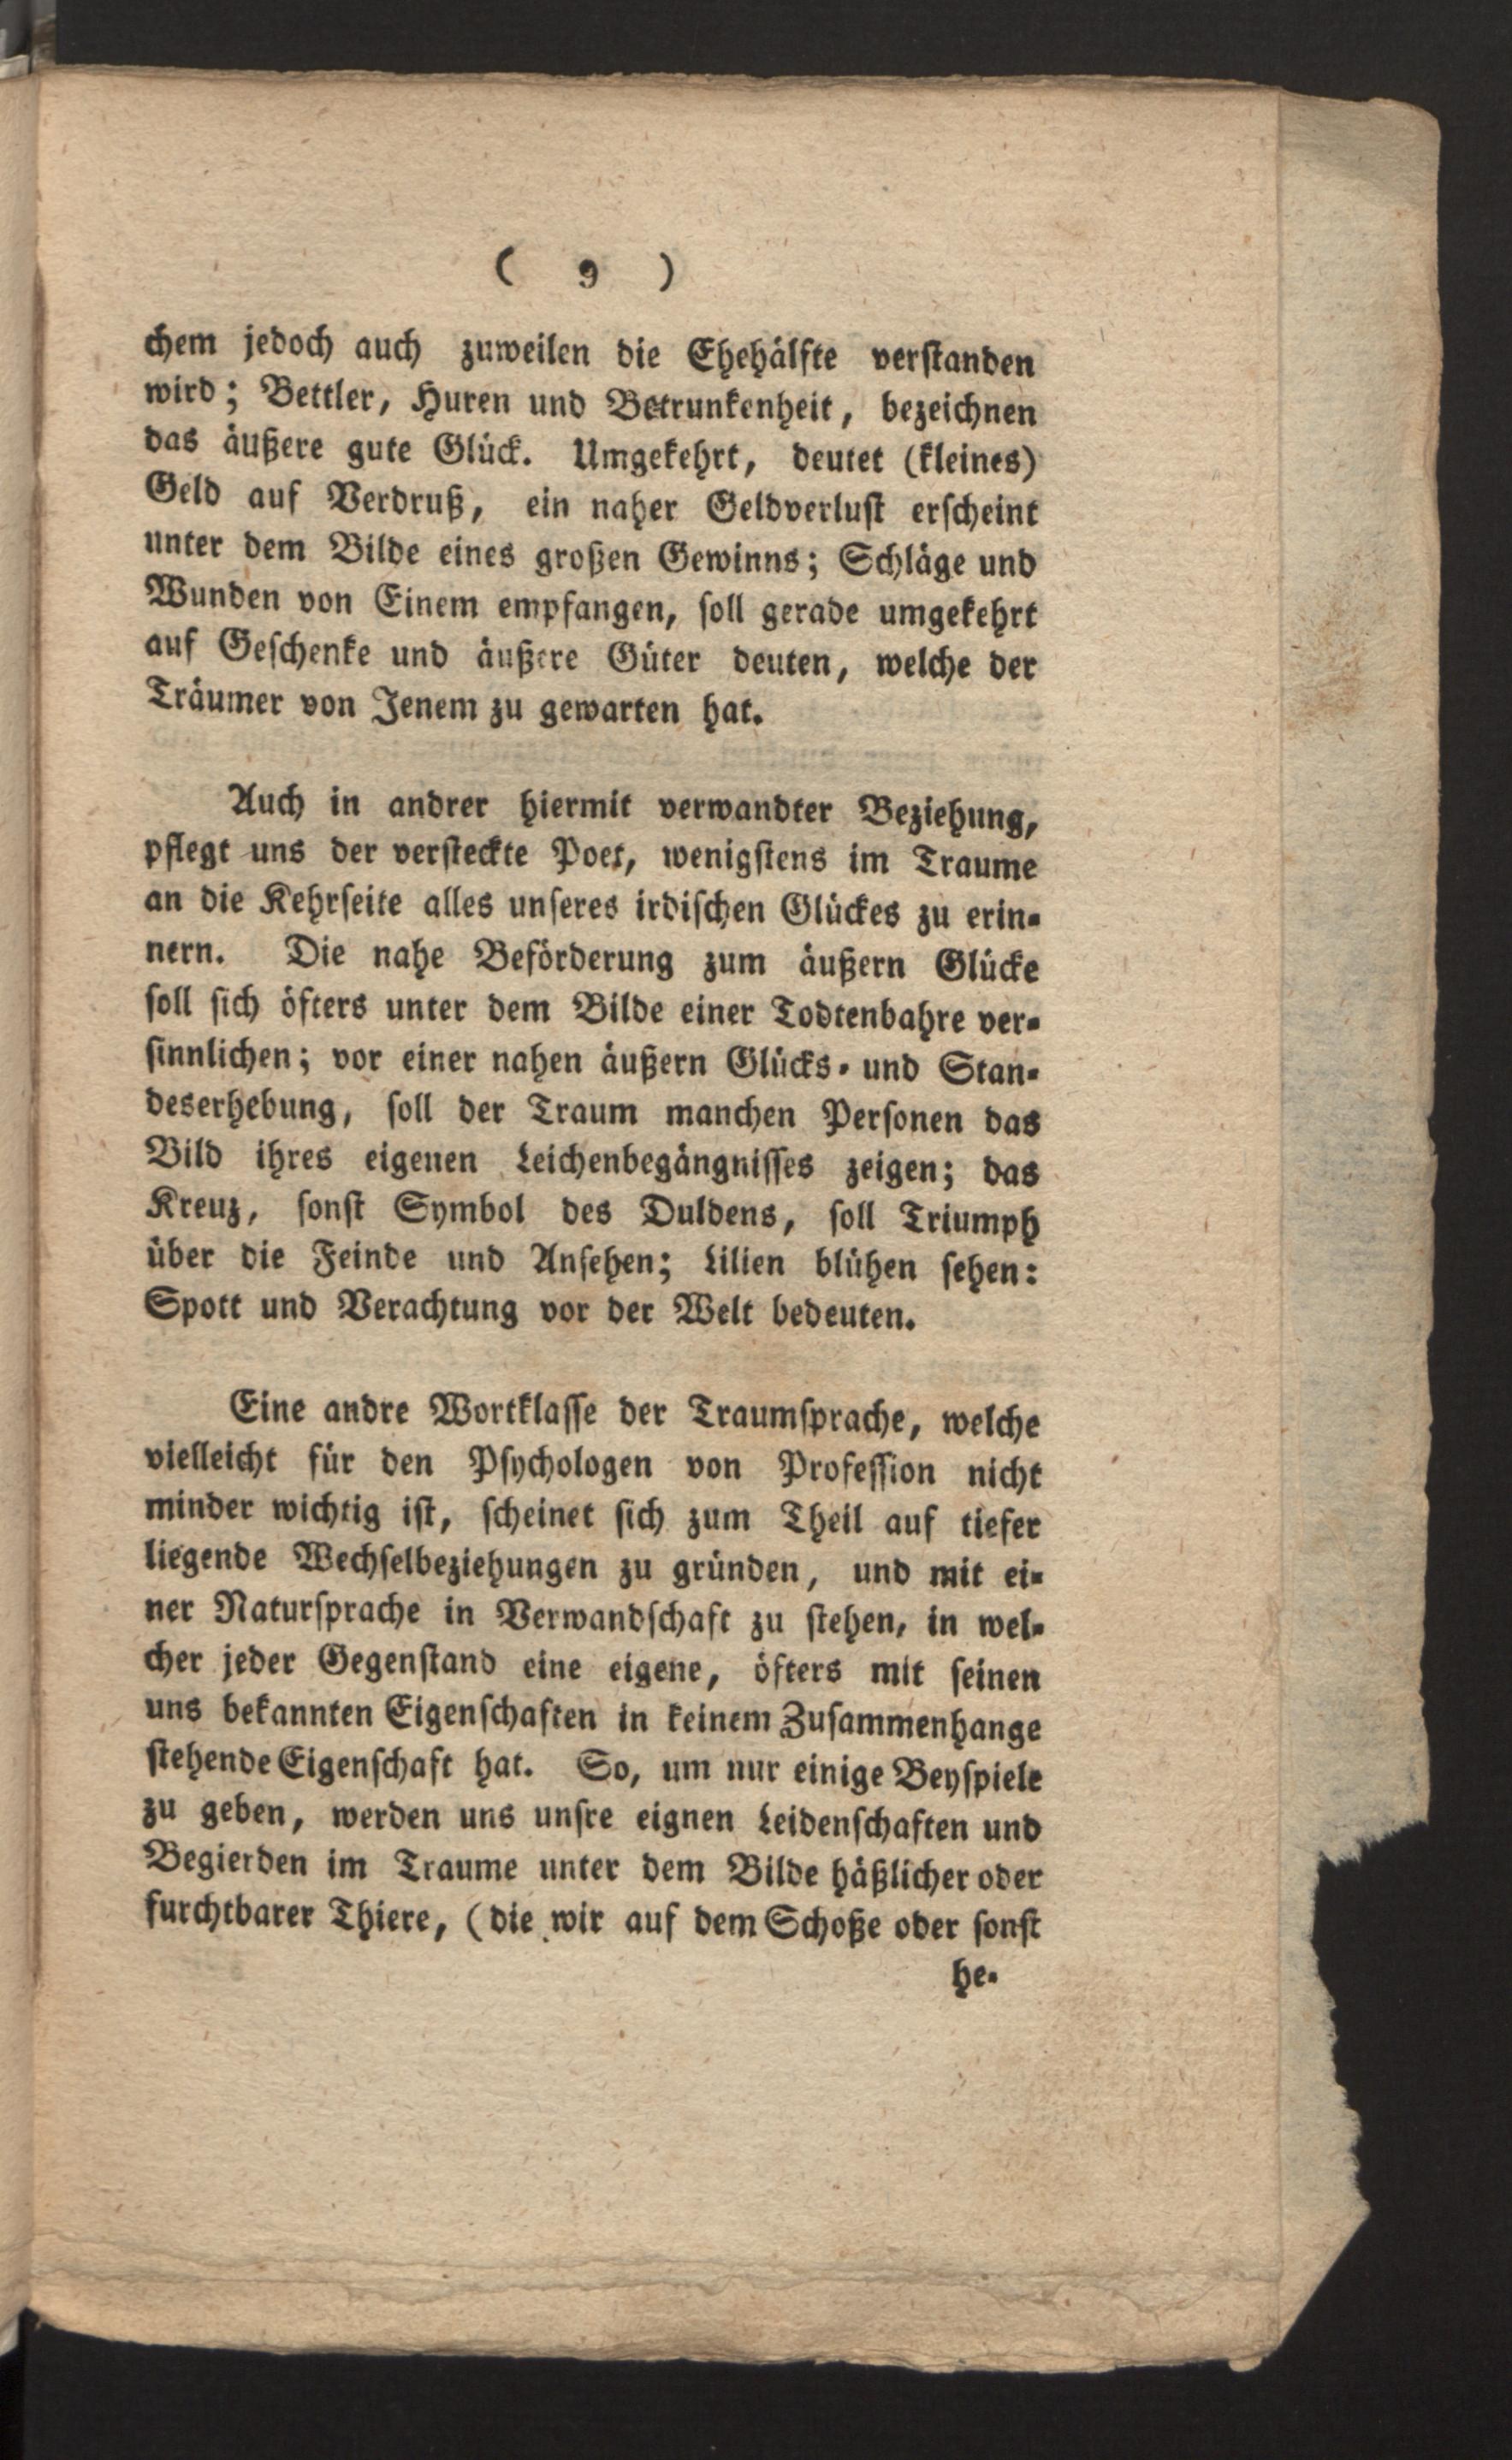 ( 9 )
chem jedoch auch zuweilen die Ehehälfte verstanden
wird; Bettler, Huren und Betrunkenheit, bezeichnen
das äußere gute Glück. Umgekehrt, deutet (kleines)
Geld auf Verdruß, ein naher Geldverlust erscheint
unter dem Bilde eines großen Gewinns; Schläge und
Wunden von Einem empfangen, soll gerade umgekehrt
auf Geschenke und äußere Güter deuten, welche der
Träumer von Jenem zu gewarten hat.
Auch in andrer hiermit verwandter Beziehung,
pflegt uns der versteckte Poet, wenigstens im Traume
an die Kehrseite alles unseres irdischen Glückes zu erin-
nern. Die nahe Beförderung zum äußern Glücke
soll sich öfters unter dem Bilde einer Todtenbahre ver-
sinnlichen; vor einer nahen äußern Glücks- und Stan-
deserhebung, soll der Traum manchen Personen das
Bild ihres eigenen Leichenbegängnisses zeigen; das
Kreuz, sonst Symbol des Duldens, soll Triumph
über die Feinde und Ansehen; Lilien blühen sehen:
Spott und Verachtung vor der Welt bedeuten.
Eine andre Wortklasse der Traumsprache, welche
vielleicht für den Psychologen von Profession nicht
minder wichtig ist, scheinet sich zum Theil auf tiefer
liegende Wechselbeziehungen zu gründen, und mit ei-
ner Natursprache in Verwandschaft zu stehen, in wel-
cher jeder Gegenstand eine eigene, öfters mit seinen
uns bekannten Eigenschaften in keinem Zusammenhange
stehende Eigenschaft hat. So, um nur einige Beyspiele
zu geben, werden uns unsre eignen Leidenschaften und
Begierden im Traume unter dem Bilde häßlicher oder
furchtbarer Thiere, (die wir auf dem Schoße oder sonst
he-